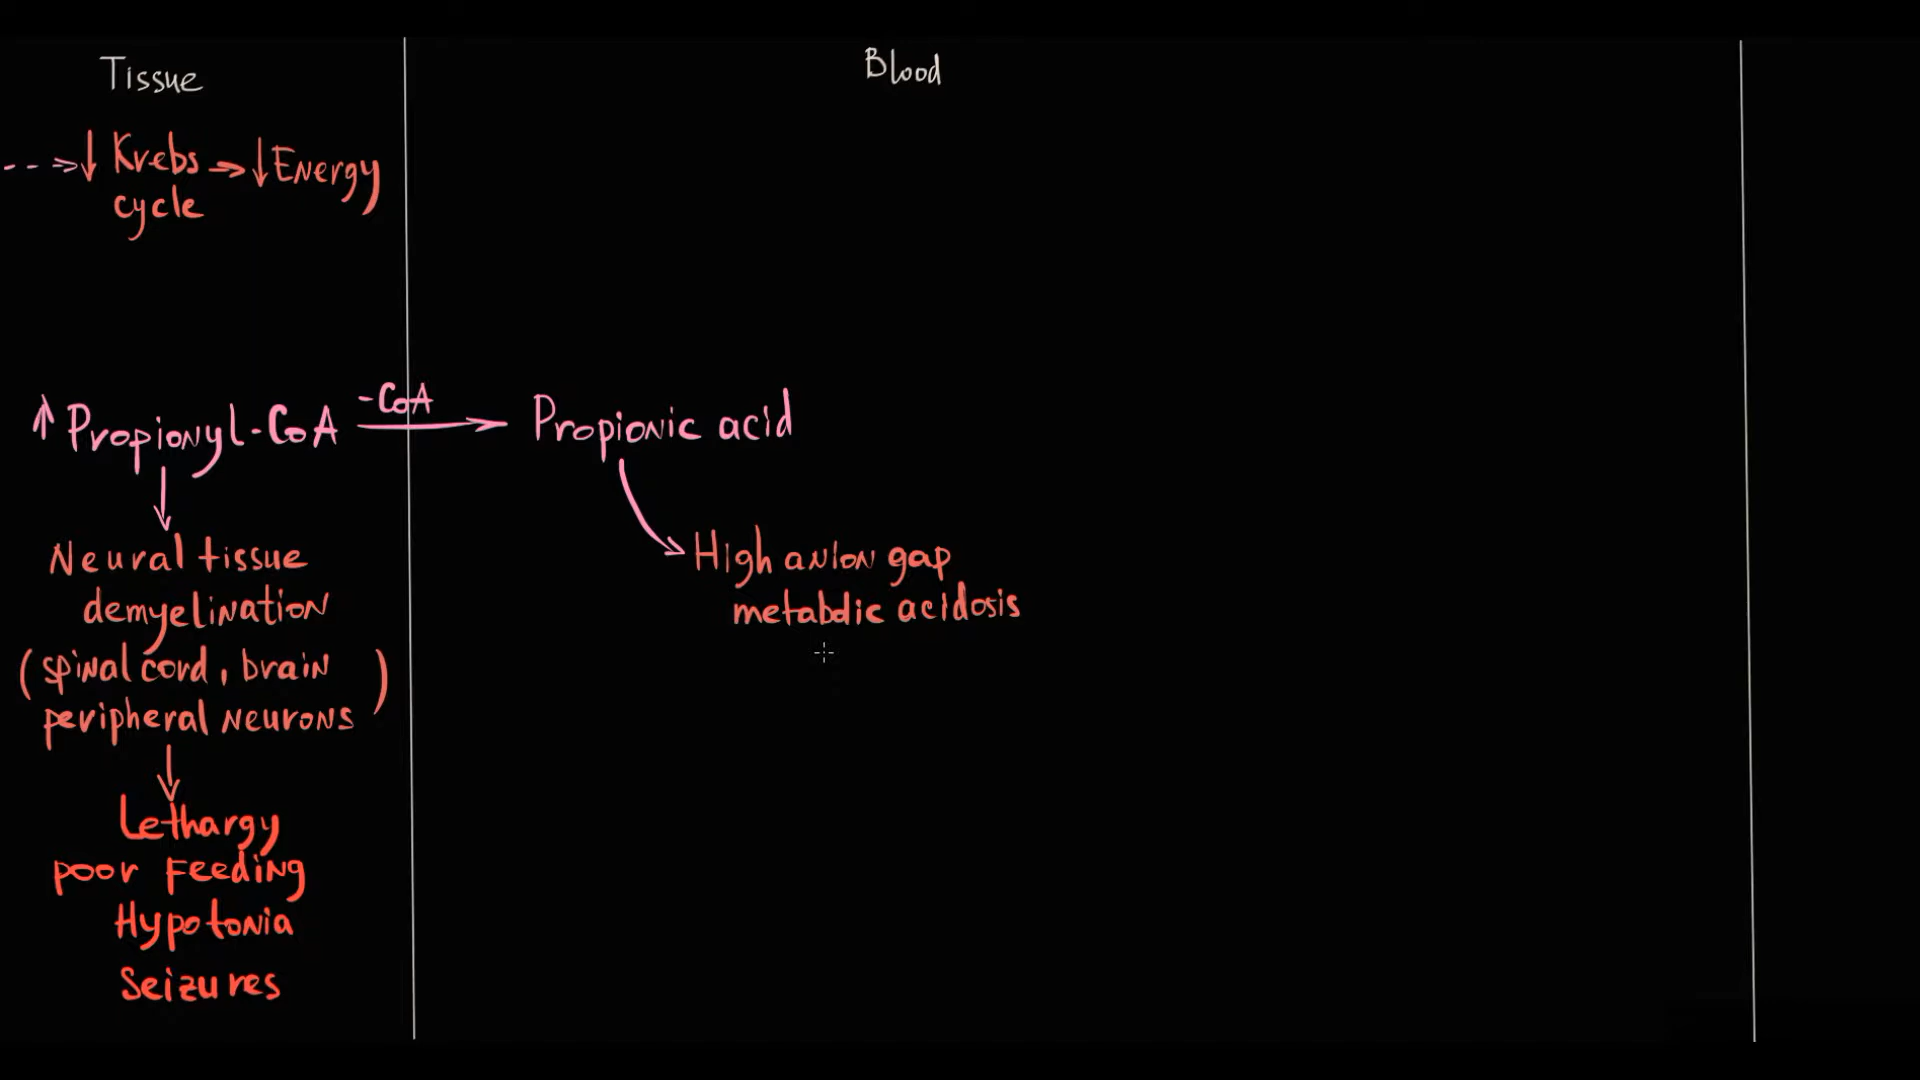 Tissue
Blood
↓ Krebs cycle → ↓ Energy
↑ Propionyl-CoA
-CoA
Propionic acid
High anion gap
metabolic acidosis
Neural tissue
demyelination
(spinal cord, brain
peripheral neurons)
Lethargy
poor feeding
Hypotonia
Seizures